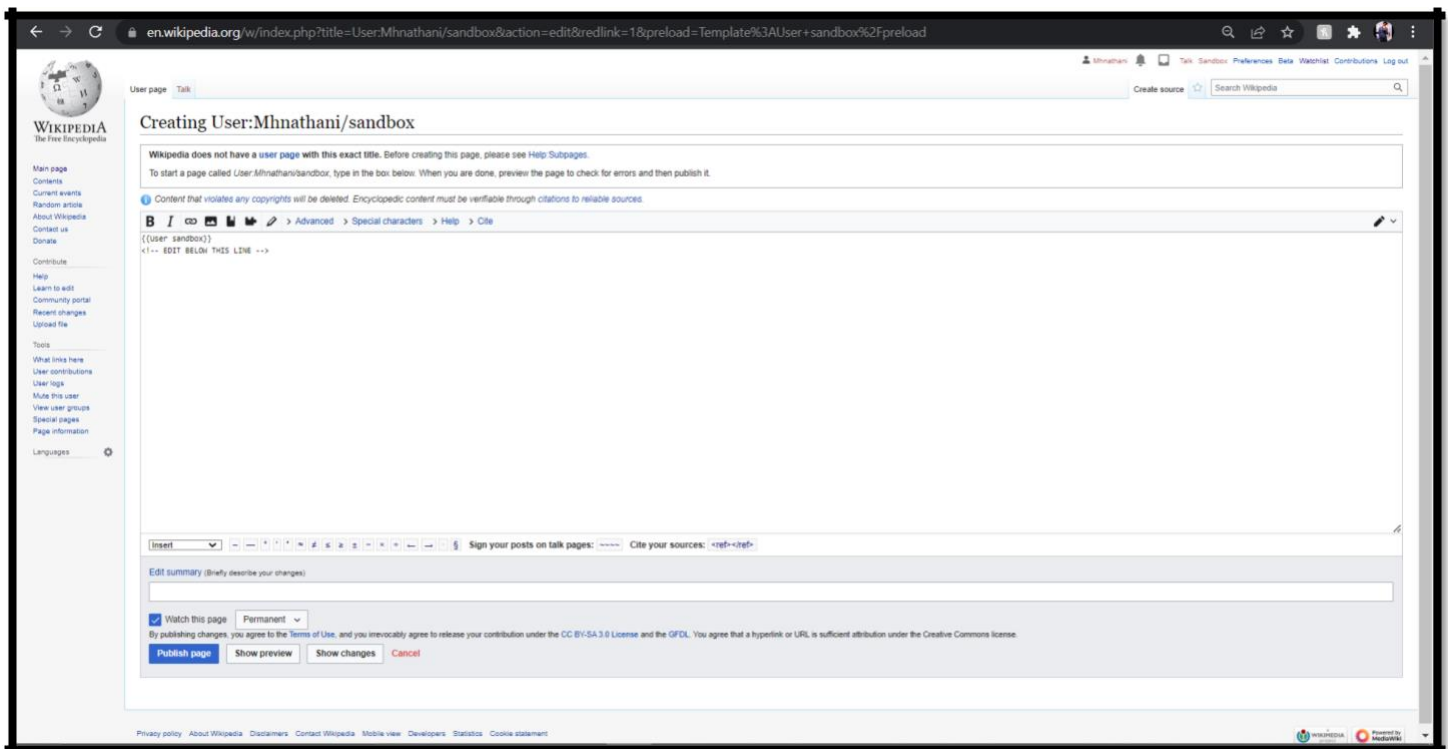 en.wikipedia.org/w/index.php?title=User:Mhnathani/sandbox&action=edit&redlink=1&preload=Template%3AUser+sandbox%2Fpreload
Mhnathani Talk Sandbox Preferences Beta Watchlist Contributions Log out
User page Talk
Create source Search Wikipedia
WIKIPEDIA
The Free Encyclopedia
Creating User:Mhnathani/sandbox
Wikipedia does not have a user page with this exact title. Before creating this page, please see Help Subpages.
To start a page called User:Mhnathani/sandbox, type in the box below. When you are done, preview the page to check for errors and then publish it.
Content that violates any copyrights will be deleted. Encyclopedic content must be verifiable through citations to reliable sources.
B I > Advanced > Special characters > Help > Cite
{{User sandbox}}
<!-- EDIT BELOW THIS LINE -->
Main page
Contents
Current events
Random article
About Wikipedia
Contact us
Donate
Contribute
Help
Learn to edit
Community portal
Recent changes
Upload file
Tools
What links here
User contributions
User logs
Mute this user
View user groups
Special pages
Page information
Languages
Insert Sign your posts on talk pages: ~~~~ Cite your sources: <ref></ref>
Edit summary (Briefly describe your changes)
Watch this page Permanent
By publishing changes, you agree to the Terms of Use, and you irrevocably agree to release your contribution under the CC BY-SA 3.0 License and the GFDL. You agree that a hyperlink or URL is sufficient attribution under the Creative Commons license.
Publish page Show preview Show changes Cancel
Privacy policy About Wikipedia Disclaimers Contact Wikipedia Mobile view Developers Statistics Cookie statement
WIKIMEDIA
Powered by
MediaWiki